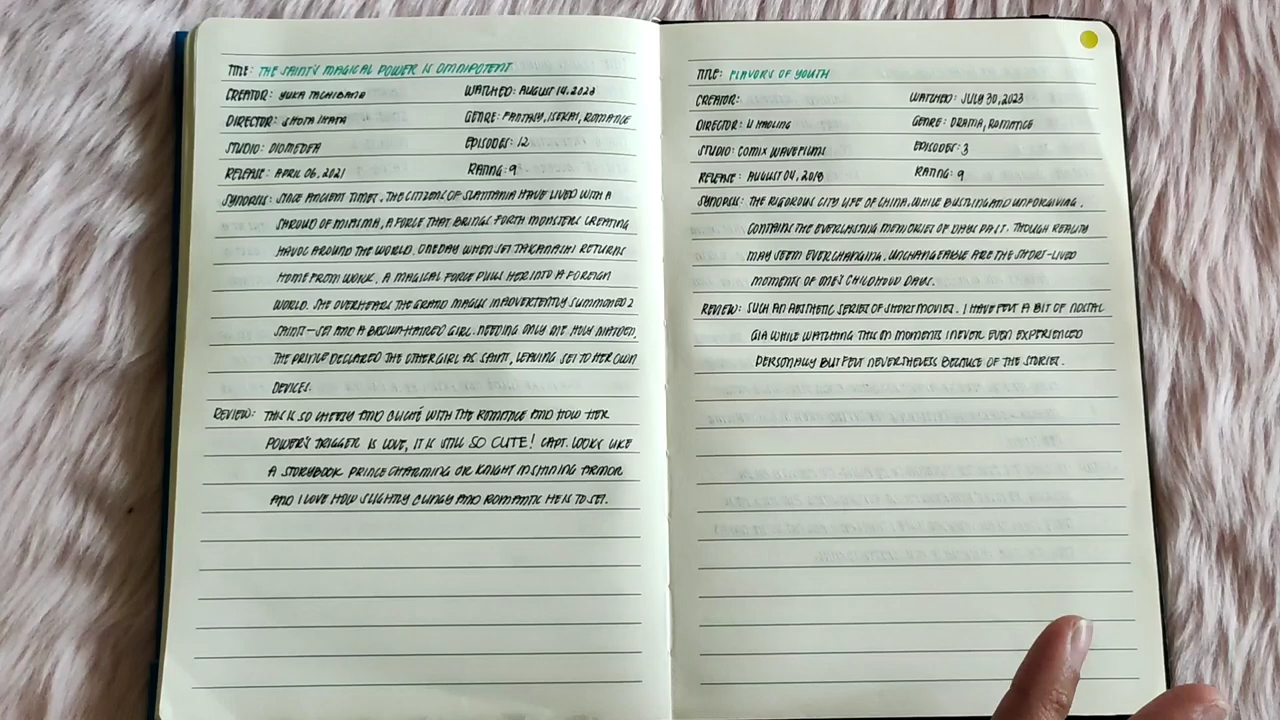 TITLE: THE SAINT'S MAGICAL POWER IS OMNIPOTENT
CREATOR: YUKA TACHIBANA WATCHED: AUGUST 14, 2023
DIRECTOR: SHOTA IHATA GENRE: FANTASY, ISEKAI, ROMANCE
STUDIO: DIOMEDEA EPISODES: 12
RELEASE: APRIL 06, 2021 RATING: 9
SYNOPSIS: SINCE ANCIENT TIMES, THE CITIZENS OF SLANTANIA HAVE LIVED WITH A
SHROUD OF MIASMA, A FORCE THAT BRINGS FORTH MONSTERS CREATING
HAVOC AROUND THE WORLD. ONE DAY WHEN SEI TAKANASHI RETURNS
HOME FROM WORK, A MAGICAL FORCE PULLS HER INTO A FOREIGN
WORLD. SHE OVERHEARS THE GRAND MAGUS INADVERTENTLY SUMMONED 2
SAINTS—SEI AND A BROWN-HAIRED GIRL. NEEDING ONLY ONE HOLY MAIDEN,
THE PRINCE DECLARED THE OTHER GIRL AS SAINT, LEAVING SEI TO HER OWN
DEVICES.
REVIEW: THIS IS SO CHEESY AND CLICHÉ WITH THE ROMANCE AND HOW HER
POWER'S TRIGGER IS LOVE, IT IS STILL SO CUTE! CAPT. LOOKS LIKE
A STORYBOOK PRINCE CHARMING OR KNIGHT IN SHINING ARMOR
AND I LOVE HOW SLIGHTLY CLINGY AND ROMANTIC HE IS TO SEI.
TITLE: FLAVORS OF YOUTH
CREATOR: WATCHED: JULY 30, 2023
DIRECTOR: LI HAOLING GENRE: DRAMA, ROMANCE
STUDIO: COMIX WAVE FILMS EPISODES: 3
RELEASE: AUGUST 04, 2018 RATING: 9
SYNOPSIS: THE RIGOROUS CITY LIFE OF CHINA, WHILE BUSTLING AND UNFORGIVING,
CONTAINS THE EVERLASTING MEMORIES OF DAYS PAST. THOUGH REALITY
MAY SEEM EVERCHANGING, UNCHANGEABLE ARE THE SHORT-LIVED
MOMENTS OF ONE'S CHILDHOOD DAYS.
REVIEW: SUCH AN AESTHETIC SERIES OF SHORT MOVIES. I HAVE FELT A BIT OF NOSTAL
GIA WHILE WATCHING THIS ON MOMENTS I NEVER EVEN EXPERIENCED
PERSONALLY BUT FELT NEVERTHELESS BECAUSE OF THE STORIES.